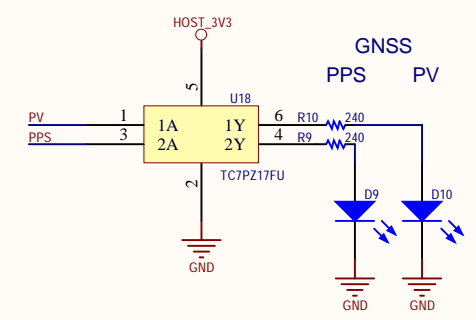 HOST_3V3
GNSS
PPS PV
5
U18
PV 1 1A 1Y 6 R10 240
PPS 3 2A 2Y 4 R9 240
2
TC7PZ17FU
D9 D10
GND
GND GND